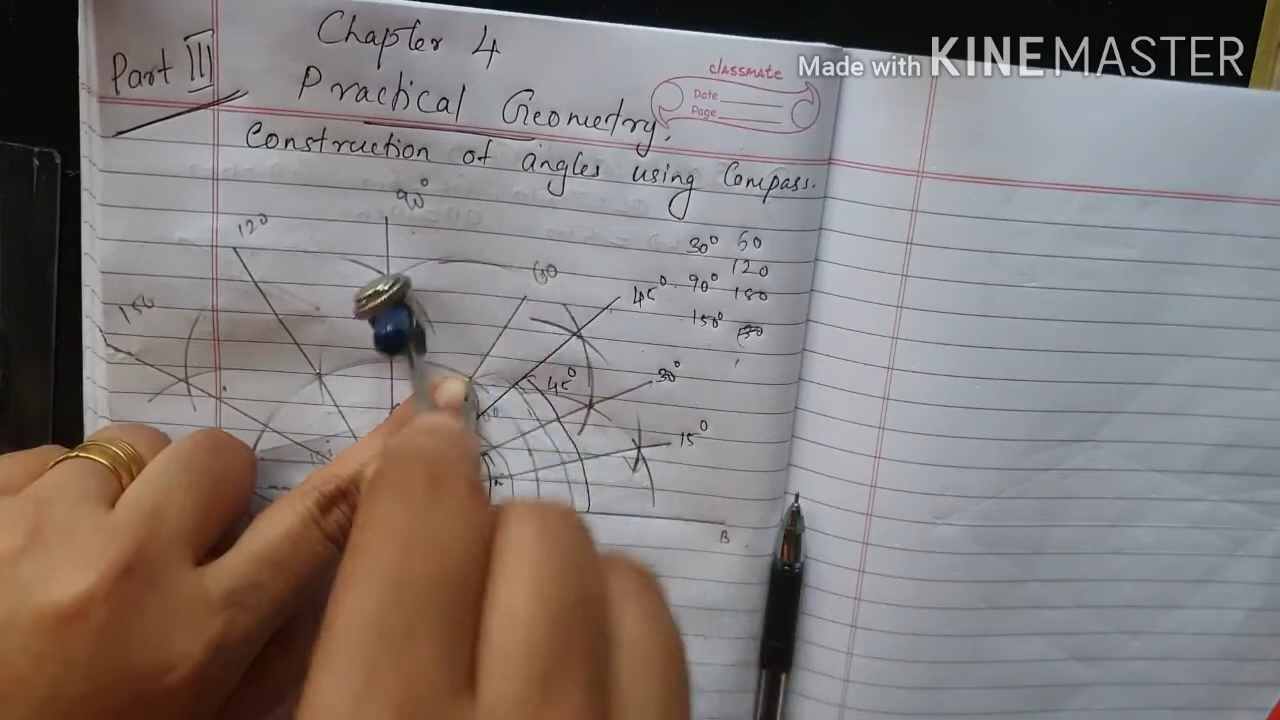 Made with KINEMASTER
Chapter 4
Part III
Practical Geometry.
classmate
Date
Page
Construction of angles using Compass.
90°
120
60
150
30° 60
120
45°
90° 180
150°
45°
30°
15°
B